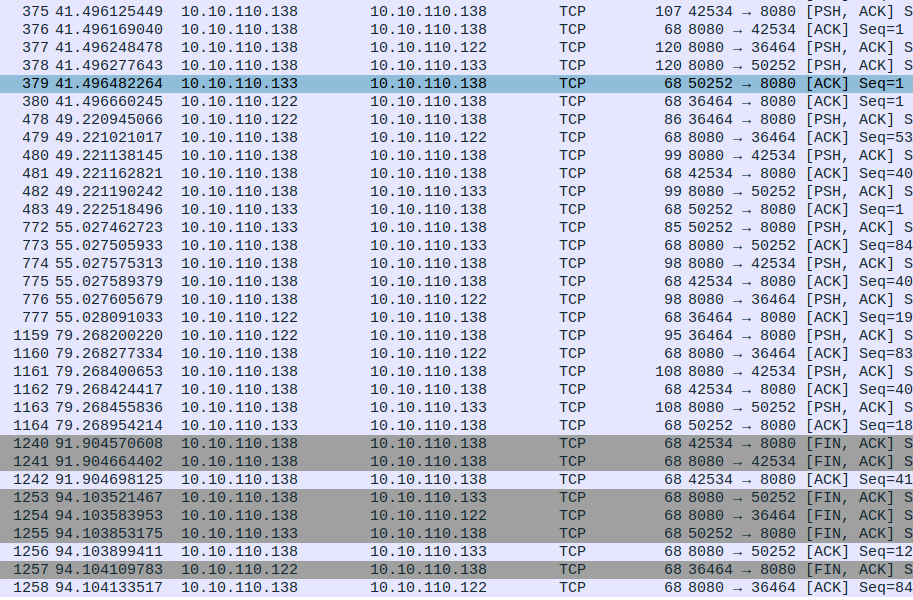 375 41.496125449 10.10.110.138 10.10.110.138 TCP 107 42534 → 8080 [PSH, ACK] S
376 41.496169040 10.10.110.138 10.10.110.138 TCP 68 8080 → 42534 [ACK] Seq=1
377 41.496248478 10.10.110.138 10.10.110.122 TCP 120 8080 → 36464 [PSH, ACK] S
378 41.496277643 10.10.110.138 10.10.110.133 TCP 120 8080 → 50252 [PSH, ACK] S
379 41.496482264 10.10.110.133 10.10.110.138 TCP 68 50252 → 8080 [ACK] Seq=1
380 41.496660245 10.10.110.122 10.10.110.138 TCP 68 36464 → 8080 [ACK] Seq=1
478 49.220945066 10.10.110.122 10.10.110.138 TCP 86 36464 → 8080 [PSH, ACK] S
479 49.221021017 10.10.110.138 10.10.110.122 TCP 68 8080 → 36464 [ACK] Seq=53
480 49.221138145 10.10.110.138 10.10.110.138 TCP 99 8080 → 42534 [PSH, ACK] S
481 49.221162821 10.10.110.138 10.10.110.138 TCP 68 42534 → 8080 [ACK] Seq=40
482 49.221190242 10.10.110.138 10.10.110.133 TCP 99 8080 → 50252 [PSH, ACK] S
483 49.222518496 10.10.110.133 10.10.110.138 TCP 68 50252 → 8080 [ACK] Seq=1
772 55.027462723 10.10.110.133 10.10.110.138 TCP 85 50252 → 8080 [PSH, ACK] S
773 55.027505933 10.10.110.138 10.10.110.133 TCP 68 8080 → 50252 [ACK] Seq=84
774 55.027575313 10.10.110.138 10.10.110.138 TCP 98 8080 → 42534 [PSH, ACK] S
775 55.027589379 10.10.110.138 10.10.110.138 TCP 68 42534 → 8080 [ACK] Seq=40
776 55.027605679 10.10.110.138 10.10.110.122 TCP 98 8080 → 36464 [PSH, ACK] S
777 55.028091033 10.10.110.122 10.10.110.138 TCP 68 36464 → 8080 [ACK] Seq=19
1159 79.268200220 10.10.110.122 10.10.110.138 TCP 95 36464 → 8080 [PSH, ACK] S
1160 79.268277334 10.10.110.138 10.10.110.122 TCP 68 8080 → 36464 [ACK] Seq=83
1161 79.268400653 10.10.110.138 10.10.110.138 TCP 108 8080 → 42534 [PSH, ACK] S
1162 79.268424417 10.10.110.138 10.10.110.138 TCP 68 42534 → 8080 [ACK] Seq=40
1163 79.268455836 10.10.110.138 10.10.110.133 TCP 108 8080 → 50252 [PSH, ACK] S
1164 79.268954214 10.10.110.133 10.10.110.138 TCP 68 50252 → 8080 [ACK] Seq=18
1240 91.904570608 10.10.110.138 10.10.110.138 TCP 68 42534 → 8080 [FIN, ACK] S
1241 91.904664402 10.10.110.138 10.10.110.138 TCP 68 8080 → 42534 [FIN, ACK] S
1242 91.904698125 10.10.110.138 10.10.110.138 TCP 68 42534 → 8080 [ACK] Seq=41
1253 94.103521467 10.10.110.138 10.10.110.133 TCP 68 8080 → 50252 [FIN, ACK] S
1254 94.103583953 10.10.110.138 10.10.110.122 TCP 68 8080 → 36464 [FIN, ACK] S
1255 94.103853175 10.10.110.133 10.10.110.138 TCP 68 50252 → 8080 [FIN, ACK] S
1256 94.103899411 10.10.110.138 10.10.110.133 TCP 68 8080 → 50252 [ACK] Seq=12
1257 94.104109783 10.10.110.122 10.10.110.138 TCP 68 36464 → 8080 [FIN, ACK] S
1258 94.104133517 10.10.110.138 10.10.110.122 TCP 68 8080 → 36464 [ACK] Seq=84